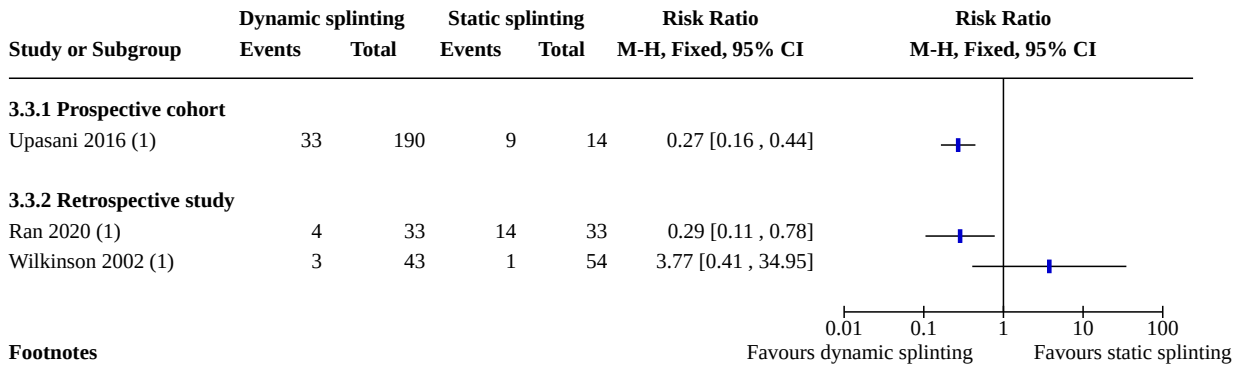 Dynamic splinting Static splinting Risk Ratio Risk Ratio
Study or Subgroup Events Total Events Total M-H, Fixed, 95% CI M-H, Fixed, 95% CI
3.3.1 Prospective cohort
Upasani 2016 (1) 33 190 9 14 0.27 [0.16 , 0.44]
3.3.2 Retrospective study
Ran 2020 (1) 4 33 14 33 0.29 [0.11 , 0.78]
Wilkinson 2002 (1) 3 43 1 54 3.77 [0.41 , 34.95]
0.01 0.1 1 10 100
Footnotes Favours dynamic splinting Favours static splinting